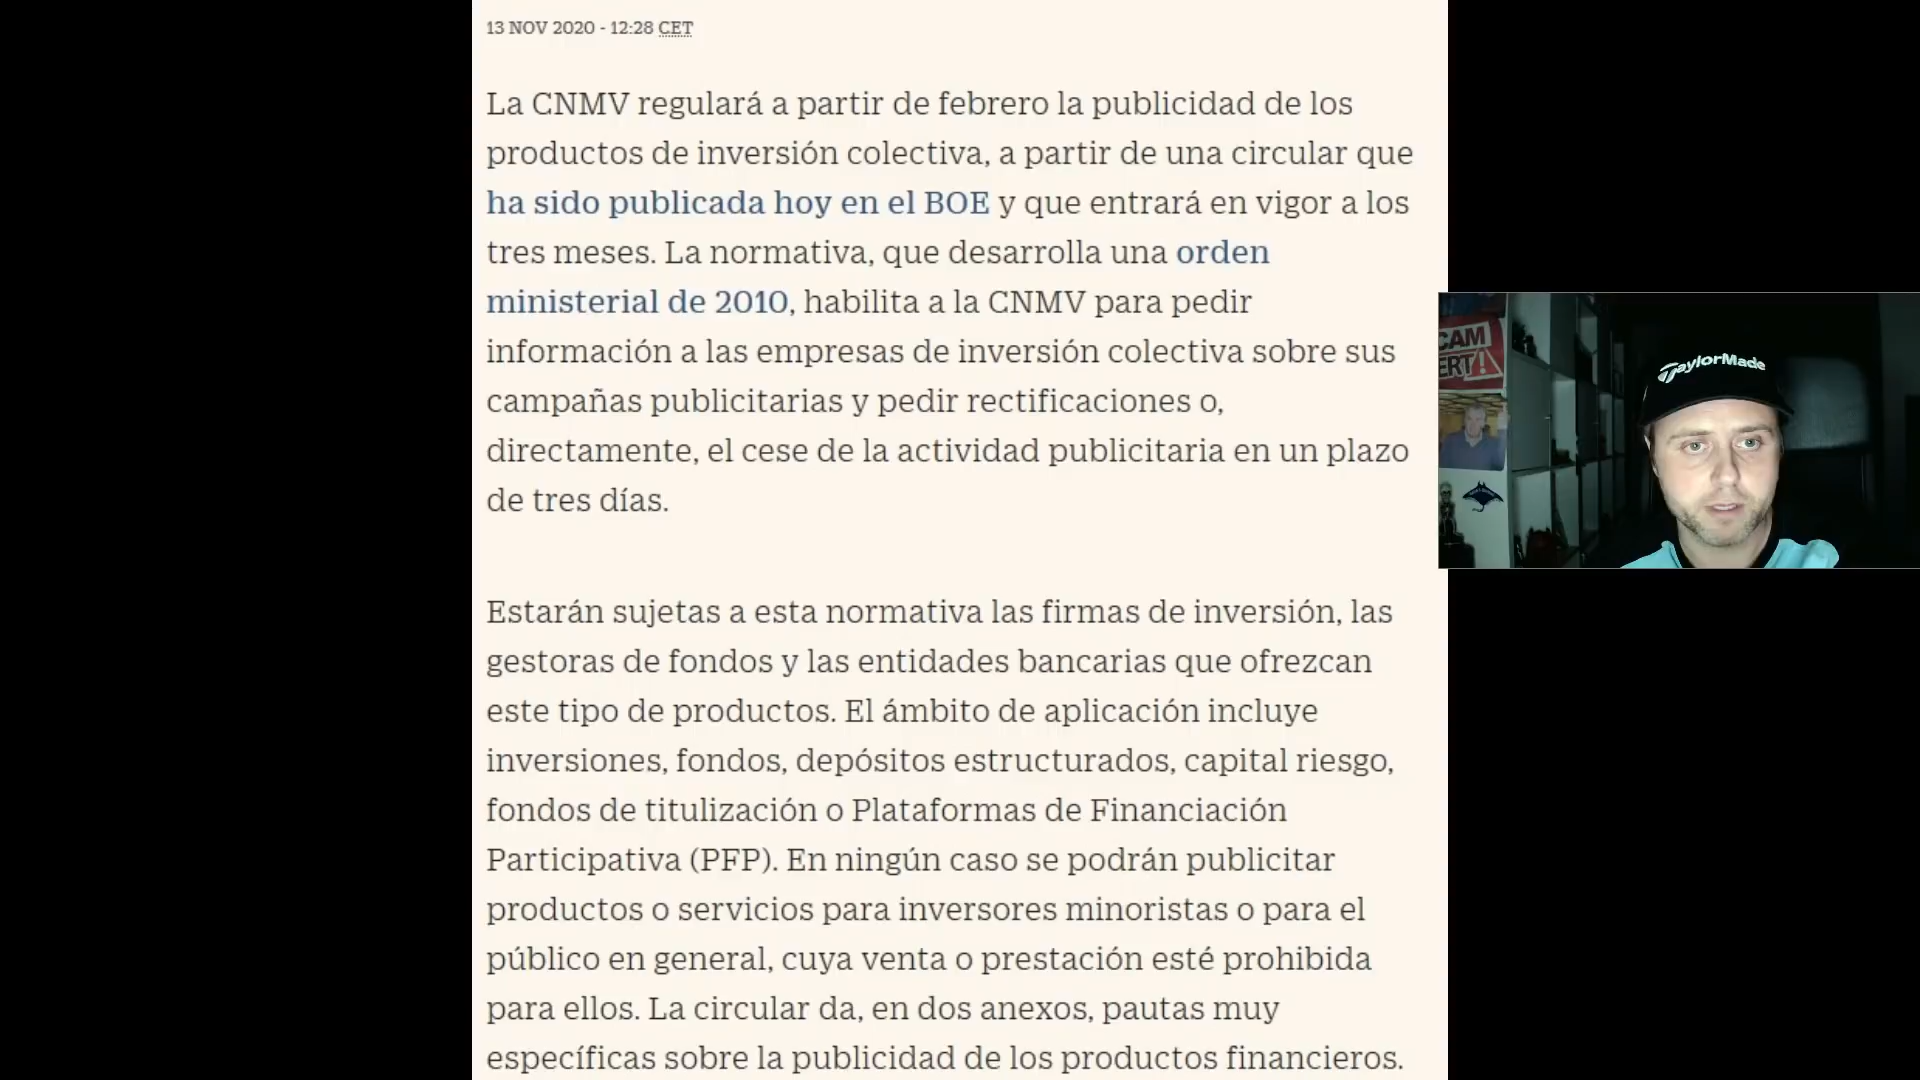 13 NOV 2020 - 12:28 CET
La CNMV regulará a partir de febrero la publicidad de los
productos de inversión colectiva, a partir de una circular que
ha sido publicada hoy en el BOE y que entrará en vigor a los
tres meses. La normativa, que desarrolla una orden
ministerial de 2010, habilita a la CNMV para pedir
información a las empresas de inversión colectiva sobre sus
campañas publicitarias y pedir rectificaciones o,
directamente, el cese de la actividad publicitaria en un plazo
de tres días.
Estarán sujetas a esta normativa las firmas de inversión, las
gestoras de fondos y las entidades bancarias que ofrezcan
este tipo de productos. El ámbito de aplicación incluye
inversiones, fondos, depósitos estructurados, capital riesgo,
fondos de titulización o Plataformas de Financiación
Participativa (PFP). En ningún caso se podrán publicitar
productos o servicios para inversores minoristas o para el
público en general, cuya venta o prestación esté prohibida
para ellos. La circular da, en dos anexos, pautas muy
específicas sobre la publicidad de los productos financieros.
CAM
ERT!
TaylorMade